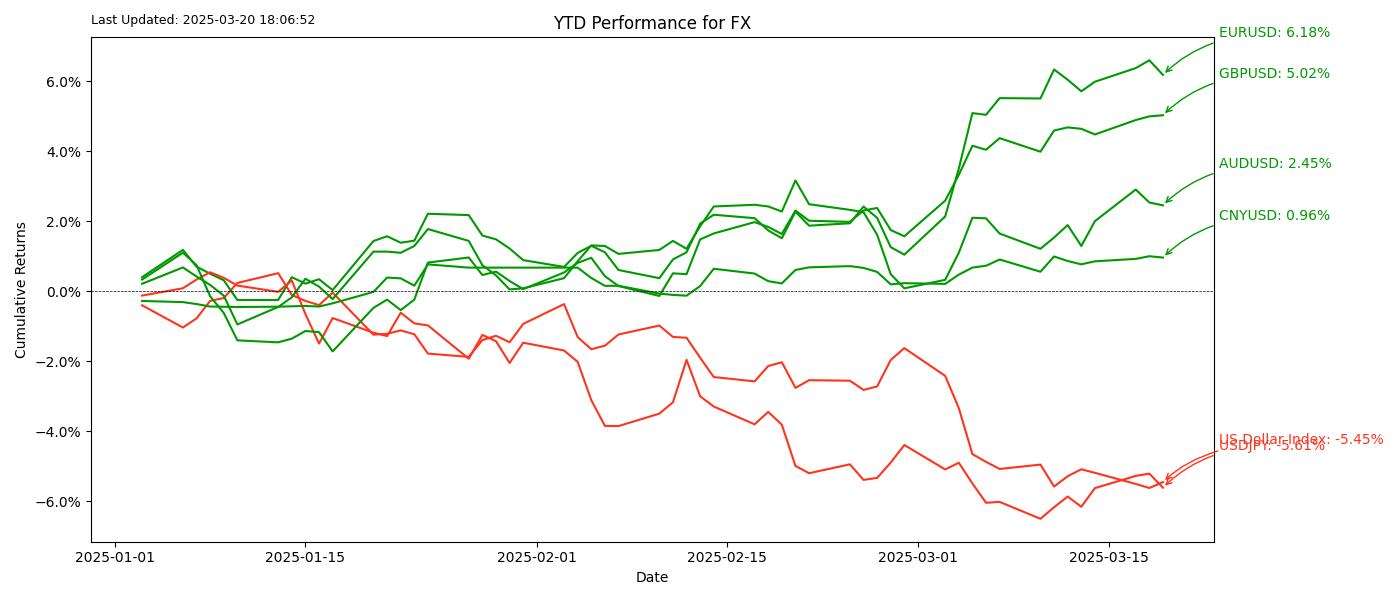 Last Updated: 2025-03-20 18:06:52
YTD Performance for FX
EURUSD: 6.18%
GBPUSD: 5.02%
AUDUSD: 2.45%
CNYUSD: 0.96%
US Dollar Index: -5.45%
USDJPY: -5.61%
Cumulative Returns
6.0%
4.0%
2.0%
0.0%
−2.0%
−4.0%
−6.0%
2025-01-01 2025-01-15 2025-02-01 2025-02-15 2025-03-01 2025-03-15
Date